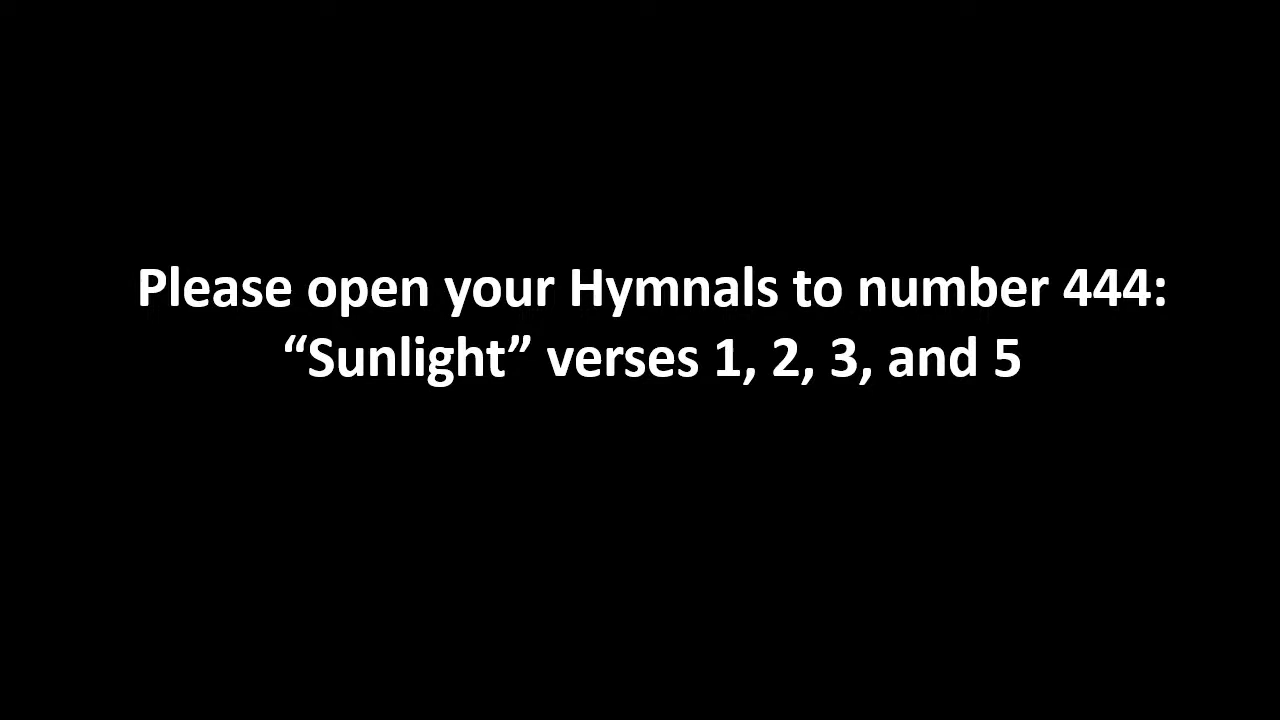 Please open your Hymnals to number 444:
“Sunlight” verses 1, 2, 3, and 5